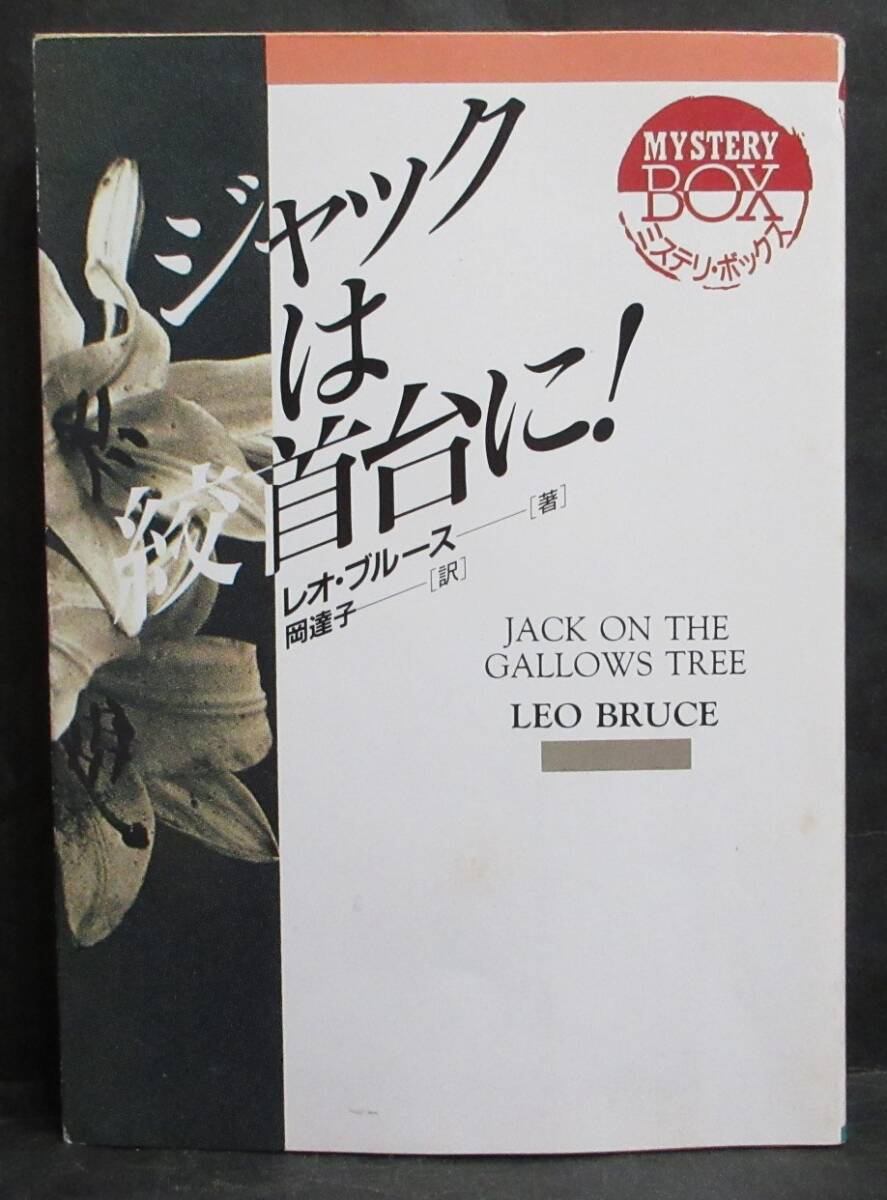 MYSTERY
BOX
ミステリ・ボックス
ジャック
は
絞首台に!
レオ・ブルース[著]
岡達子[訳]
JACK ON THE
GALLOWS TREE
LEO BRUCE